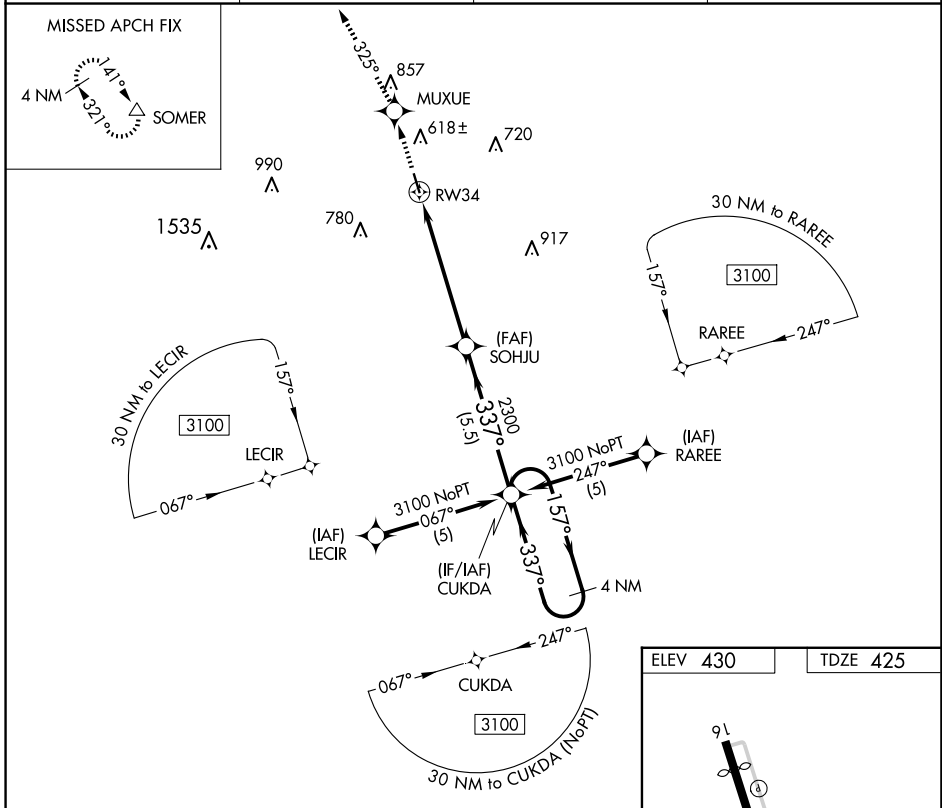 MISSED APCH FIX
4 NM
141°
321°
SOMER
325°
857
MUXUE
618±
720
990
RW34
1535
780
917
30 NM to RAREE
3100
157°
RAREE
247°
(FAF)
SOHJU
30 NM to LECIR
3100
157°
LECIR
067°
2300
337°
(5.5)
3100 NoPT
247°
(5)
(IAF)
RAREE
3100 NoPT
067°
(5)
(IAF)
LECIR
(IF/IAF)
CUKDA
157°
337°
4 NM
067°
247°
CUKDA
3100
30 NM to CUKDA (NoPT)
ELEV 430
TDZE 425
16
P